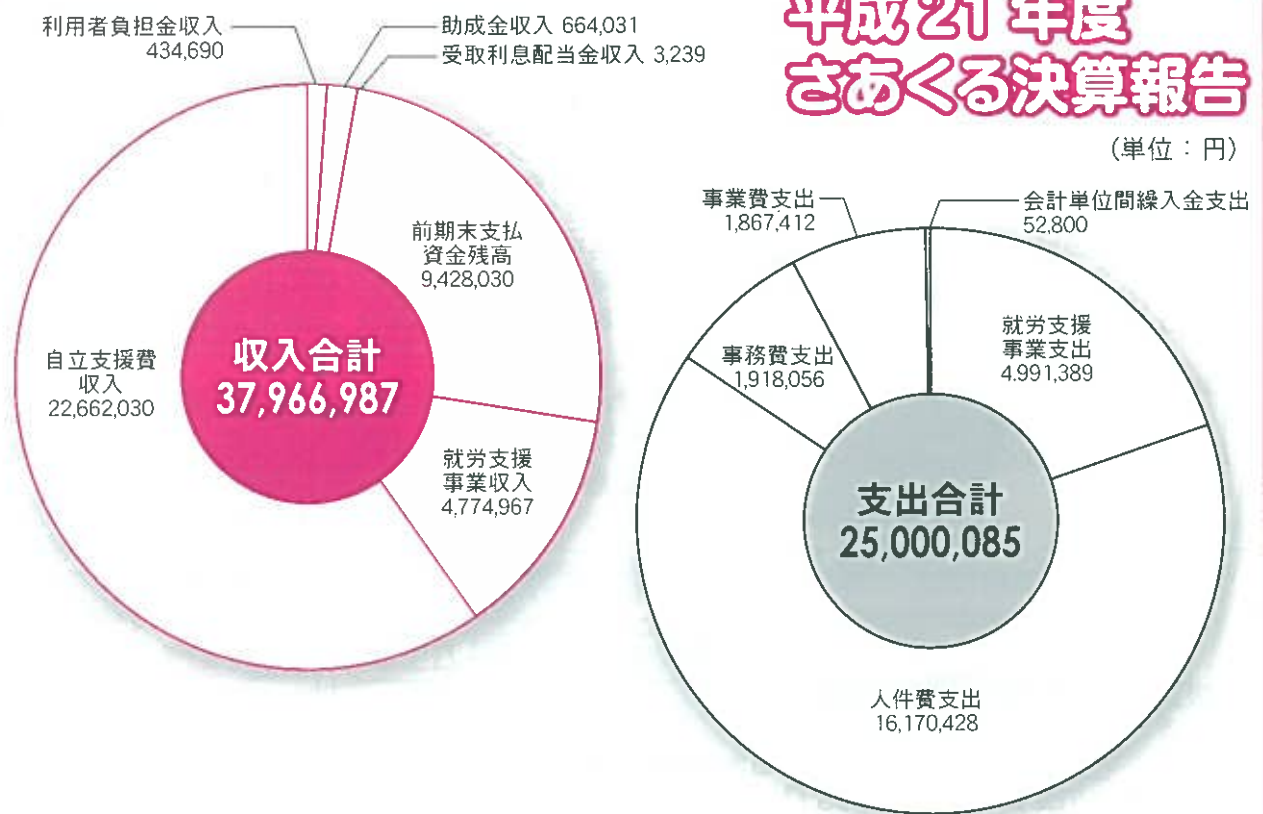 平成21年度
さあくる決算報告
(単位:円)
利用者負担金収入
434,690
助成金収入 664,031
受取利息配当金収入 3,239
前期末支払
資金残高
9,428,030
就労支援
事業収入
4,774,967
自立支援費
収入
22,662,030
収入合計
37,966,987
事業費支出
1,867,412
会計単位間繰入金支出
52,800
就労支援
事業支出
4.991,389
事務費支出
1,918,056
人件費支出
16,170,428
支出合計
25,000,085